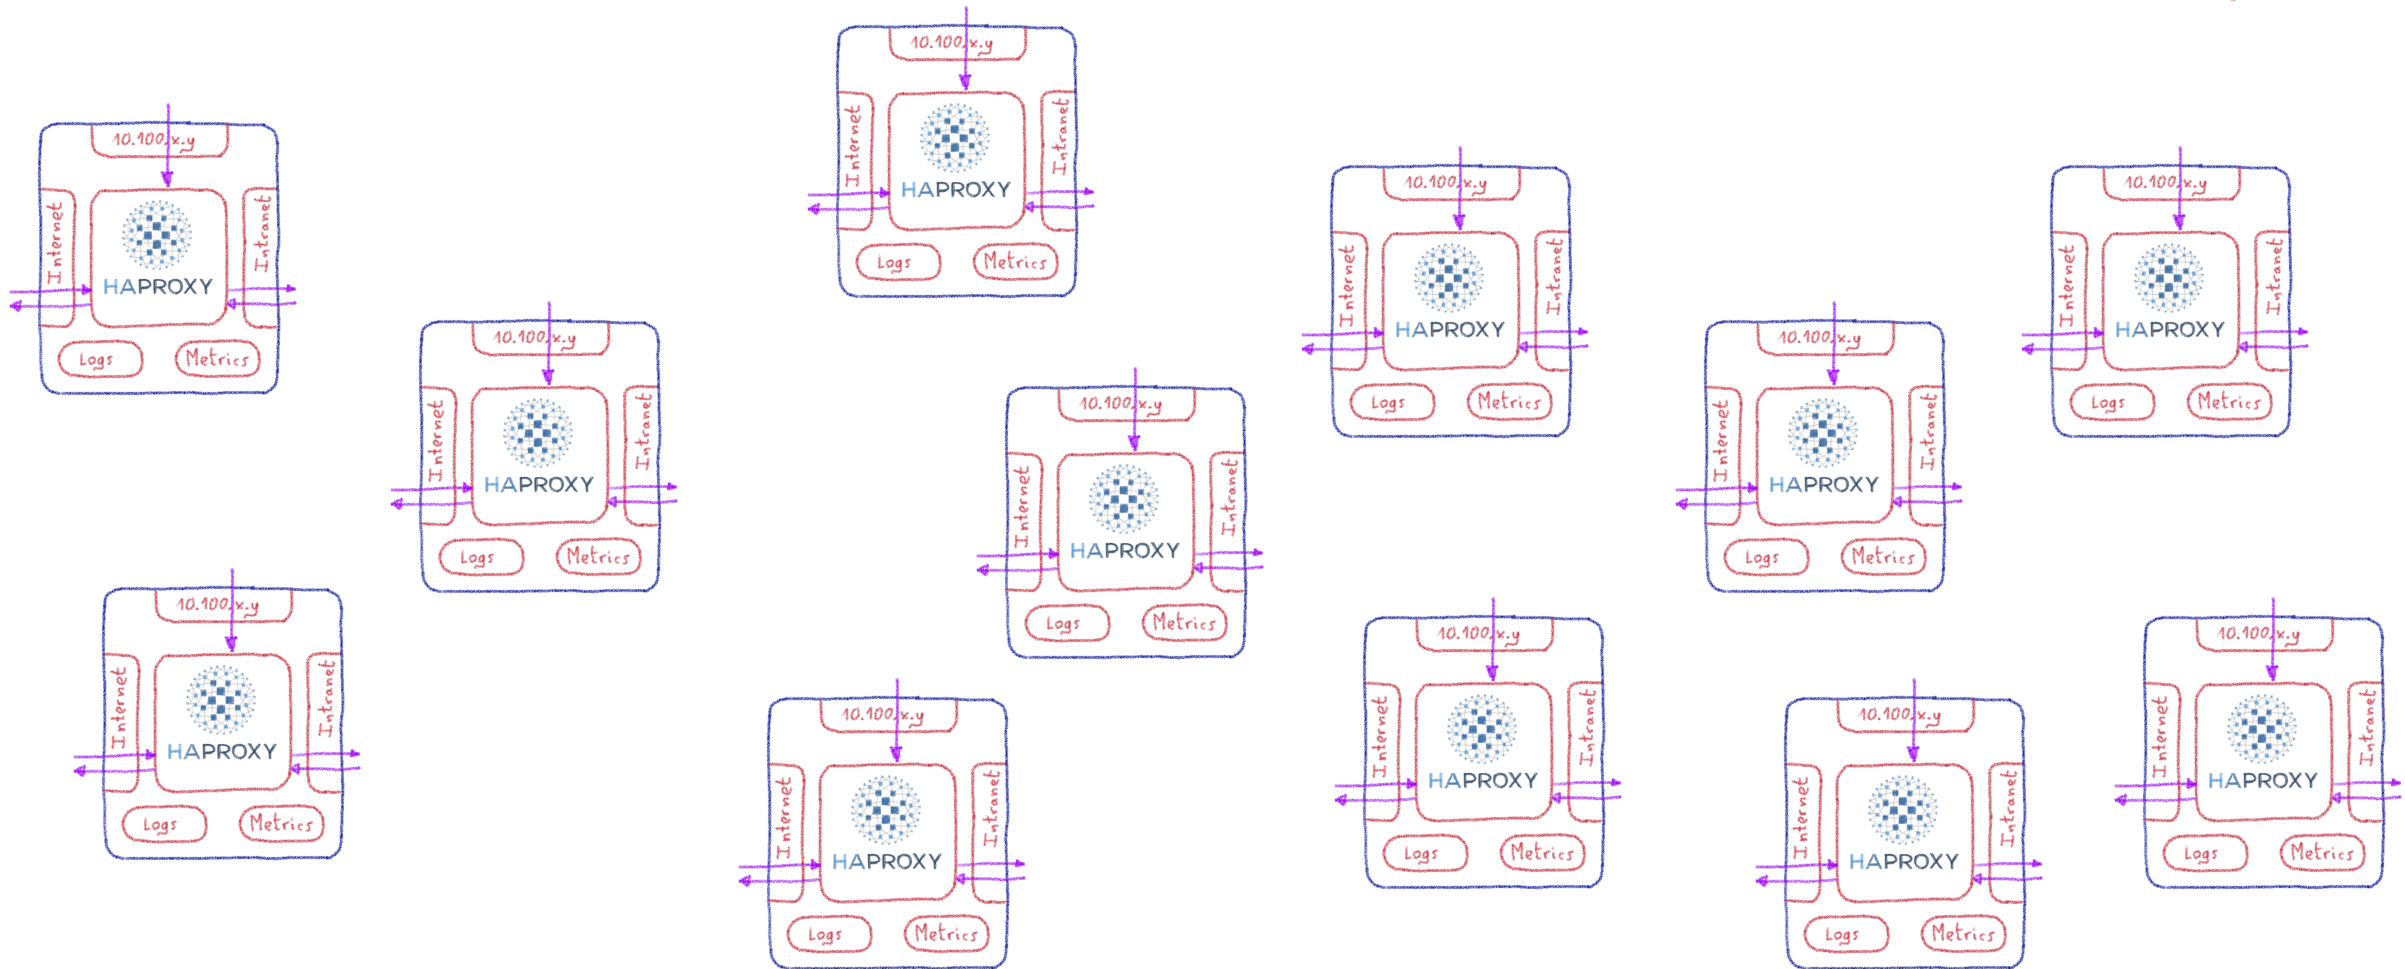 10.100.x.y
Internet
HAPROXY
Intranet
Logs
Metrics
10.100.x.y
Internet
HAPROXY
Intranet
Logs
Metrics
10.100.x.y
Internet
HAPROXY
Intranet
Logs
Metrics
10.100.x.y
Internet
HAPROXY
Intranet
Logs
Metrics
10.100.x.y
Internet
HAPROXY
Intranet
Logs
Metrics
10.100.x.y
Internet
HAPROXY
Intranet
Logs
Metrics
10.100.x.y
Internet
HAPROXY
Intranet
Logs
Metrics
10.100.x.y
Internet
HAPROXY
Intranet
Logs
Metrics
10.100.x.y
Internet
HAPROXY
Intranet
Logs
Metrics
10.100.x.y
Internet
HAPROXY
Intranet
Logs
Metrics
10.100.x.y
Internet
HAPROXY
Intranet
Logs
Metrics
10.100.x.y
Internet
HAPROXY
Intranet
Logs
Metrics